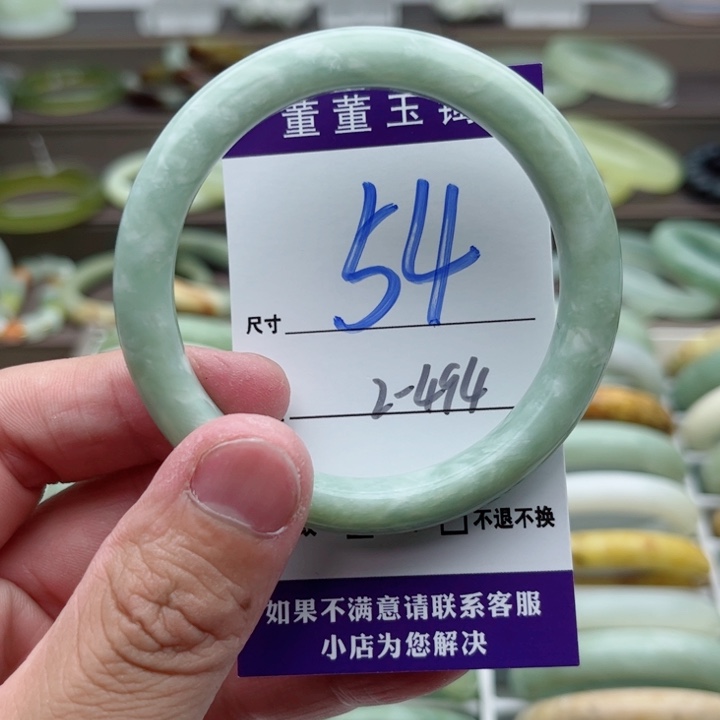 董董玉
54
尺寸
2-494
不退不换
如果不满意请联系客服
小店为您解决